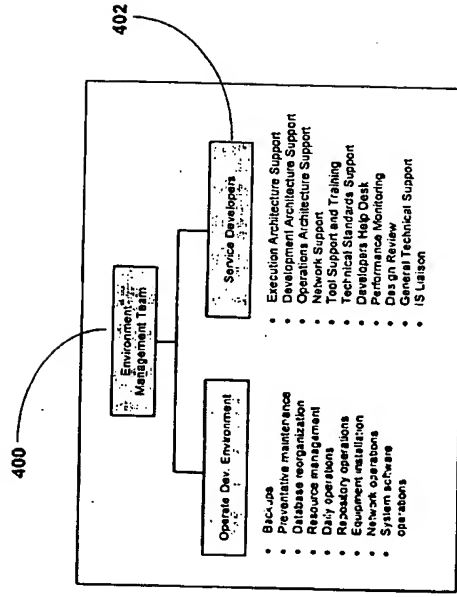 400
Environment
Management Team
402
Operate Dev. Environment
• Backups
• Preventative maintenance
• Database reorganization
• Resource management
• Daily operations
• Repository operations
• Equipment installation
• Network operations
• System software
operations
Service Developers
• Execution Architecture Support
• Development Architecture Support
• Operations Architecture Support
• Network Support
• Tool Support and Training
• Technical Standards Support
• Developers Help Desk
• Performance Monitoring
• Design Review
• General Technical Support
• IS Liaison